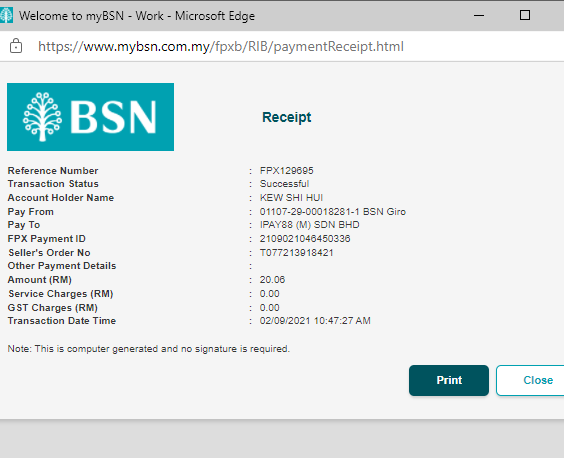 Welcome to myBSN - Work - Microsoft Edge
https://www.mybsn.com.my/fpxb/RIB/paymentReceipt.html
BSN
Receipt
Reference Number : FPX129695
Transaction Status : Successful
Account Holder Name : KEW SHI HUI
Pay From : 01107-29-00018281-1 BSN Giro
Pay To : IPAY88 (M) SDN BHD
FPX Payment ID : 2109021046450336
Seller's Order No : T077213918421
Other Payment Details :
Amount (RM) : 20.06
Service Charges (RM) : 0.00
GST Charges (RM) : 0.00
Transaction Date Time : 02/09/2021 10:47:27 AM
Note: This is computer generated and no signature is required.
Print Close